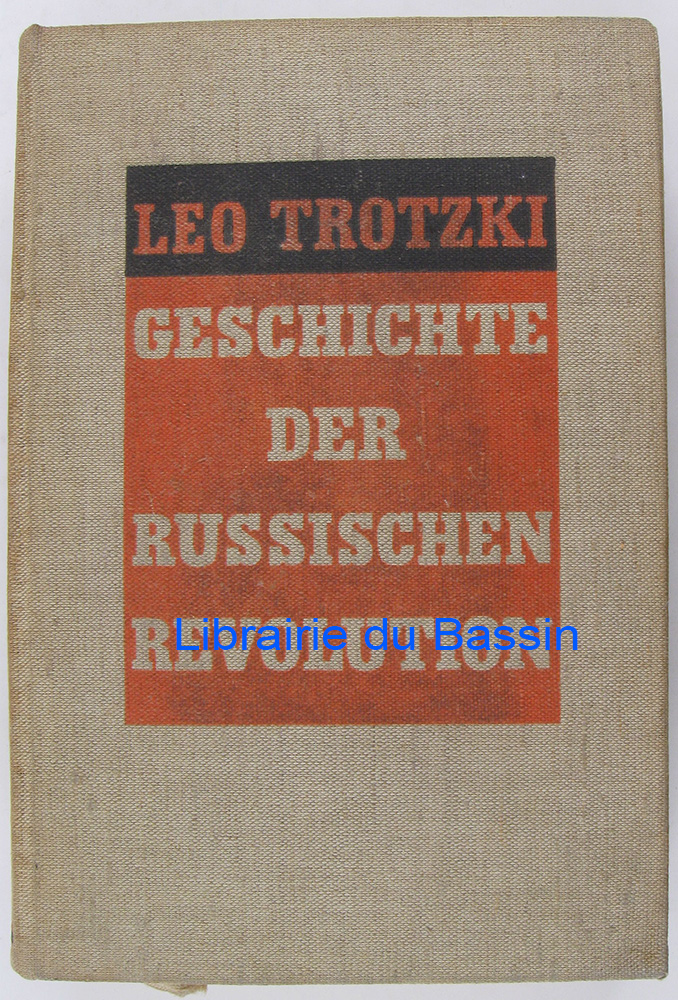 LEO TROTZKI
GESCHICHTE
DER
RUSSISCHEN
REVOLUTION
Librairie du Bassin